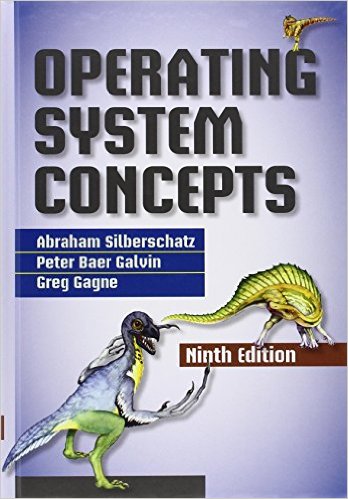 OPERATING
SYSTEM
CONCEPTS
Abraham Silberschatz
Peter Baer Galvin
Greg Gagne
Ninth Edition